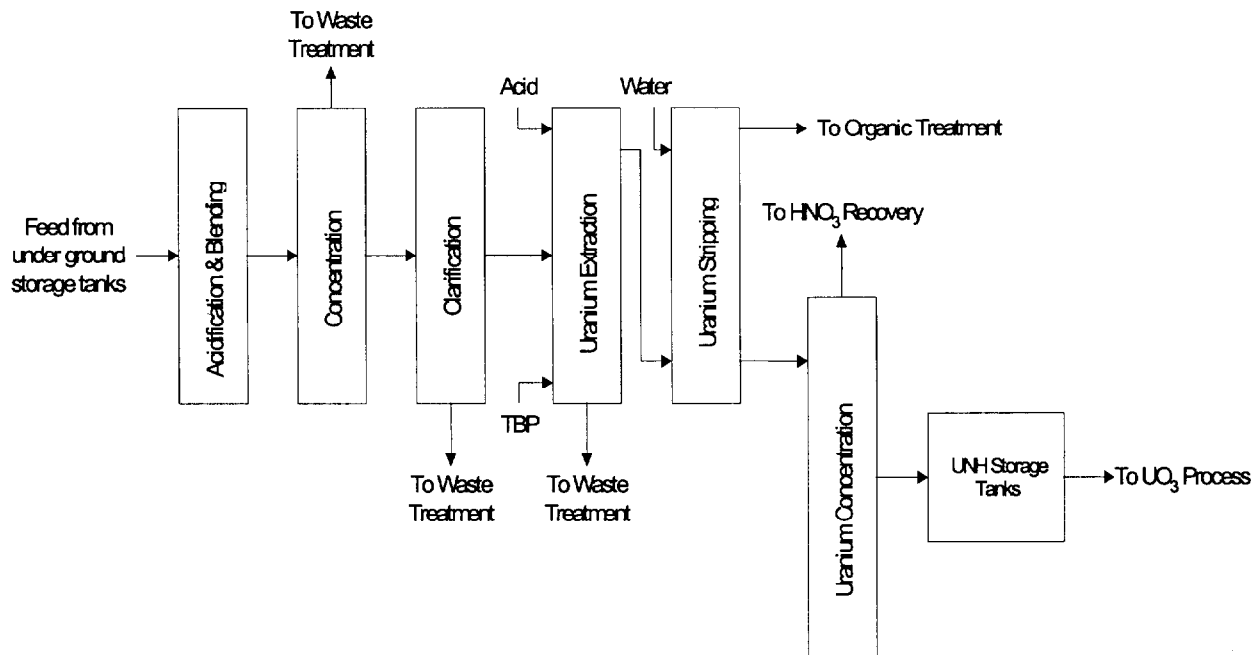 To Waste
Treatment
Acid
Water
To Organic Treatment
Feed from
under ground
storage tanks
Acidification & Blending
Concentration
Clarification
Uranium Extraction
Uranium Stripping
To HNO₃ Recovery
TBP
To Waste
Treatment
To Waste
Treatment
Uranium Concentration
UNH Storage
Tanks
To UO₃ Process